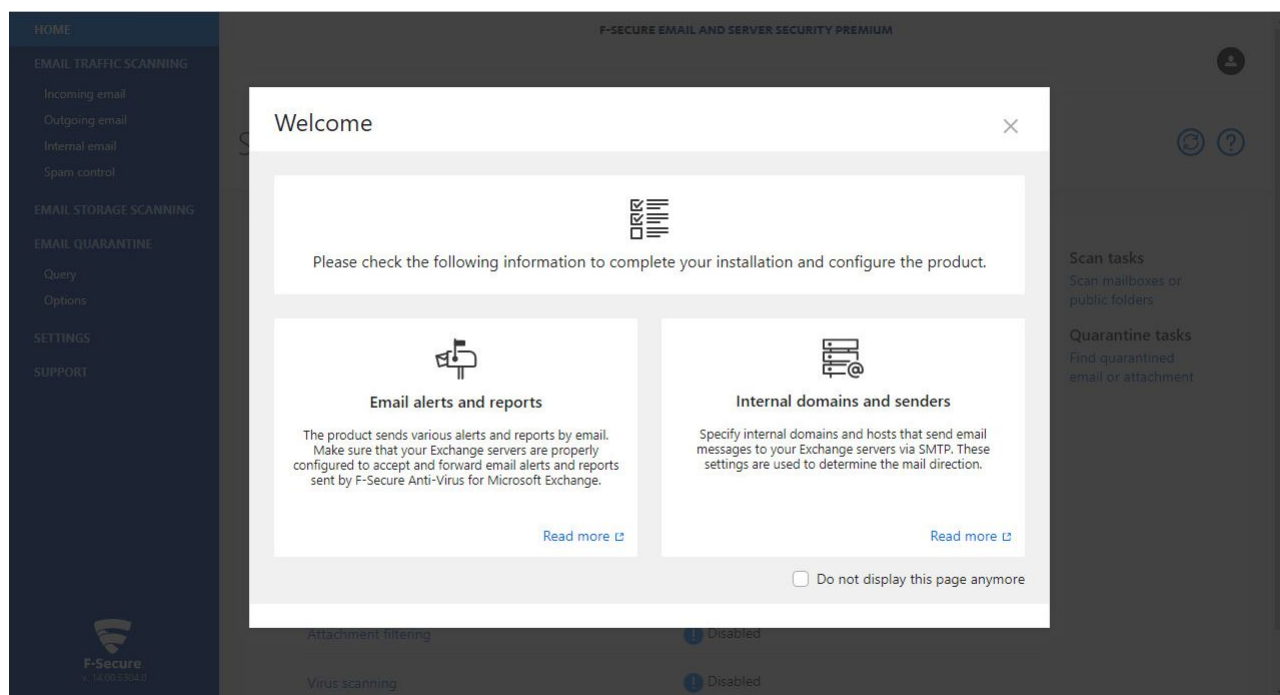 HOME
F-SECURE EMAIL AND SERVER SECURITY PREMIUM
EMAIL TRAFFIC SCANNING
Incoming email
Outgoing email
Internal email
Spam control
EMAIL STORAGE SCANNING
EMAIL QUARANTINE
Query
Options
SETTINGS
SUPPORT
F-Secure
v. 14.00.5304.0
Welcome
Please check the following information to complete your installation and configure the product.
Email alerts and reports
The product sends various alerts and reports by email.
Make sure that your Exchange servers are properly
configured to accept and forward email alerts and reports
sent by F-Secure Anti-Virus for Microsoft Exchange.
Read more
Internal domains and senders
Specify internal domains and hosts that send email
messages to your Exchange servers via SMTP. These
settings are used to determine the mail direction.
Read more
Do not display this page anymore
Scan tasks
Scan mailboxes or
public folders
Quarantine tasks
Find quarantined
email or attachment
Attachment filtering
Disabled
Virus scanning
Disabled